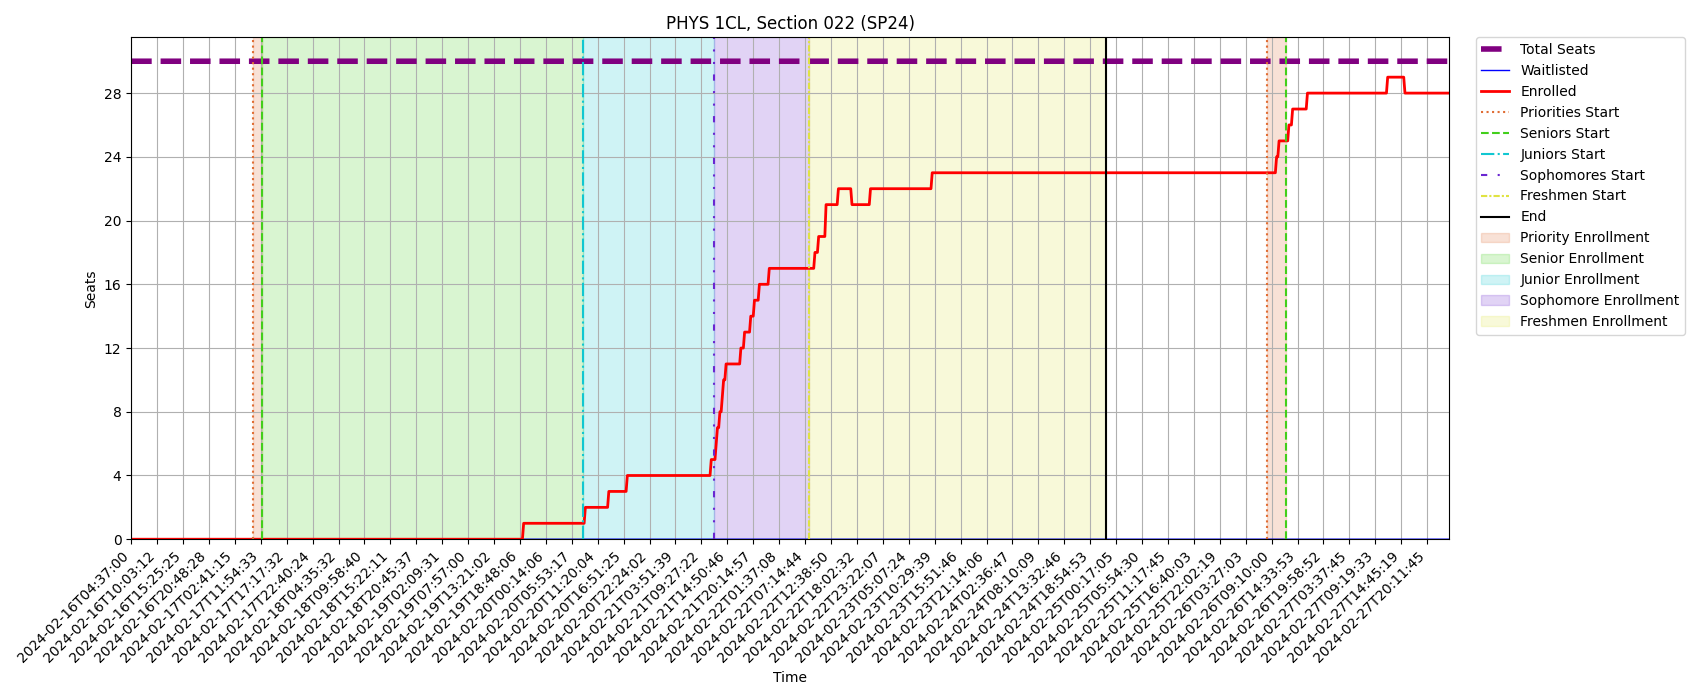 PHYS 1CL, Section 022 (SP24)
Total Seats
Waitlisted
Enrolled
Priorities Start
Seniors Start
Juniors Start
Sophomores Start
Freshmen Start
End
Priority Enrollment
Senior Enrollment
Junior Enrollment
Sophomore Enrollment
Freshmen Enrollment
Seats
28
24
20
16
12
8
4
0
2024-02-16T04:37:00
2024-02-16T10:03:12
2024-02-16T15:25:25
2024-02-16T20:48:28
2024-02-17T02:41:15
2024-02-17T11:54:33
2024-02-17T17:17:32
2024-02-17T22:40:24
2024-02-18T04:35:32
2024-02-18T09:58:40
2024-02-18T15:22:11
2024-02-18T20:45:37
2024-02-19T02:09:31
2024-02-19T07:57:00
2024-02-19T13:21:02
2024-02-19T18:48:06
2024-02-20T00:14:06
2024-02-20T05:53:17
2024-02-20T11:20:04
2024-02-20T16:51:25
2024-02-20T22:24:02
2024-02-21T03:51:39
2024-02-21T09:27:22
2024-02-21T14:50:46
2024-02-21T20:14:57
2024-02-22T01:37:08
2024-02-22T07:14:44
2024-02-22T12:38:50
2024-02-22T18:02:32
2024-02-22T23:22:07
2024-02-23T05:07:24
2024-02-23T10:29:39
2024-02-23T15:51:46
2024-02-23T21:14:06
2024-02-24T02:36:47
2024-02-24T08:10:09
2024-02-24T13:32:46
2024-02-24T18:54:53
2024-02-25T00:17:05
2024-02-25T05:54:30
2024-02-25T11:17:45
2024-02-25T16:40:03
2024-02-25T22:02:19
2024-02-26T03:27:03
2024-02-26T09:10:00
2024-02-26T14:33:53
2024-02-26T19:58:52
2024-02-27T03:37:45
2024-02-27T09:19:33
2024-02-27T14:45:19
2024-02-27T20:11:45
Time